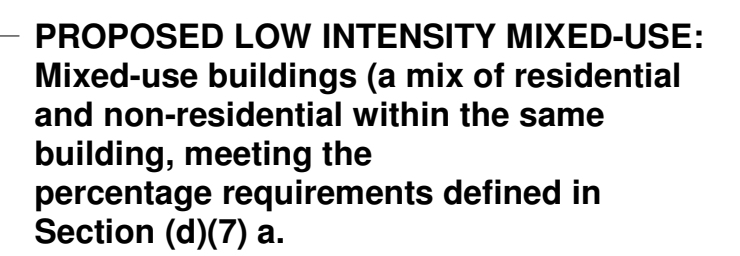 PROPOSED LOW INTENSITY MIXED-USE:
Mixed-use buildings (a mix of residential
and non-residential within the same
building, meeting the
percentage requirements defined in
Section (d)(7) a.